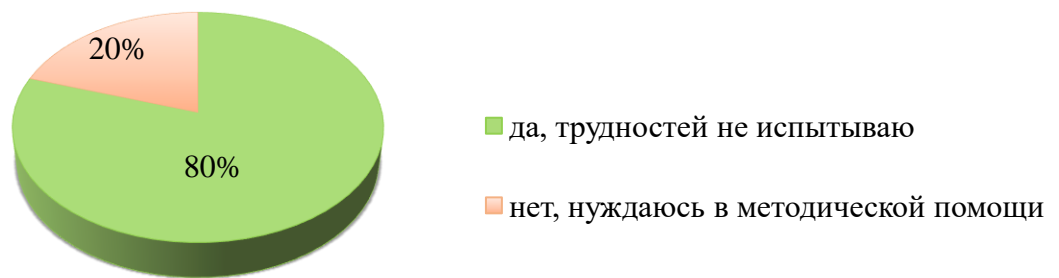 20%
80%
да, трудностей не испытываю
нет, нуждаюсь в методической помощи